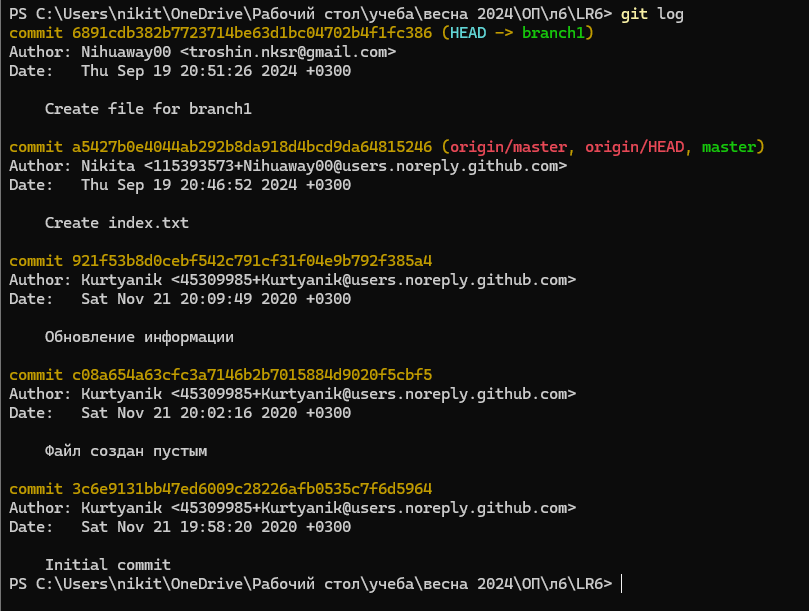 PS C:\Users\nikit\OneDrive\Рабочий стол\учеба\весна 2024\ОП\л6\LR6> git log
commit 6891cdb382b7723714be63d1bc04702b4f1fc386 (HEAD -> branch1)
Author: Nihuaway00 <troshin.nksr@gmail.com>
Date:   Thu Sep 19 20:51:26 2024 +0300

    Create file for branch1

commit a5427b0e4044ab292b8da918d4bcd9da64815246 (origin/master, origin/HEAD, master)
Author: Nikita <115393573+Nihuaway00@users.noreply.github.com>
Date:   Thu Sep 19 20:46:52 2024 +0300

    Create index.txt

commit 921f53b8d0cebf542c791cf31f04e9b792f385a4
Author: Kurtyanik <45309985+Kurtyanik@users.noreply.github.com>
Date:   Sat Nov 21 20:09:49 2020 +0300

    Обновление информации

commit c08a654a63cfc3a7146b2b7015884d9020f5cbf5
Author: Kurtyanik <45309985+Kurtyanik@users.noreply.github.com>
Date:   Sat Nov 21 20:02:16 2020 +0300

    Файл создан пустым

commit 3c6e9131bb47ed6009c28226afb0535c7f6d5964
Author: Kurtyanik <45309985+Kurtyanik@users.noreply.github.com>
Date:   Sat Nov 21 19:58:20 2020 +0300

    Initial commit
PS C:\Users\nikit\OneDrive\Рабочий стол\учеба\весна 2024\ОП\л6\LR6>